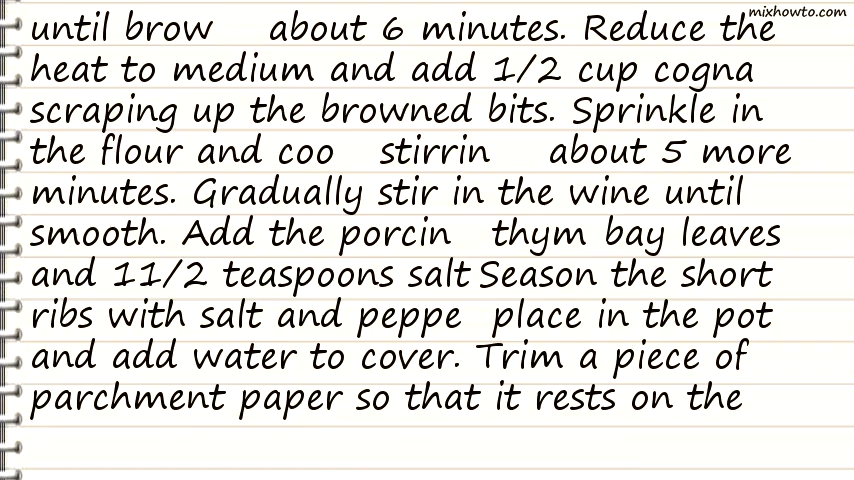 mixhowto.com
until brow about 6 minutes. Reduce the
heat to medium and add 1/2 cup cogna
scraping up the browned bits. Sprinkle in
the flour and coo stirrin about 5 more
minutes. Gradually stir in the wine until
smooth. Add the porcin thym bay leaves
and 11/2 teaspoons salt Season the short
ribs with salt and peppe place in the pot
and add water to cover. Trim a piece of
parchment paper so that it rests on the